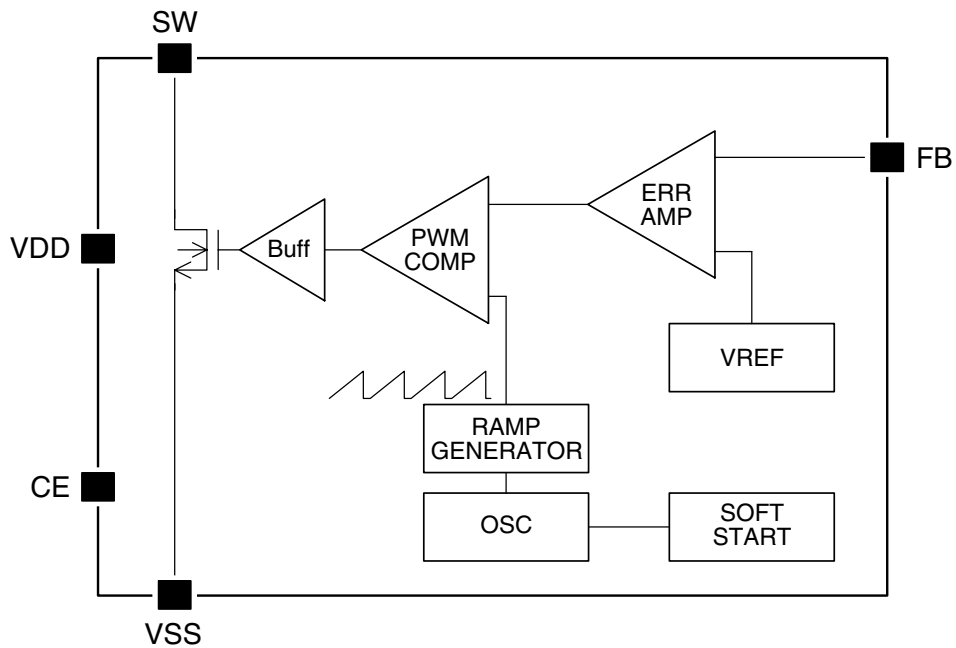 SW
FB
ERR
AMP
PWM
COMP
Buff
VDD
VREF
RAMP
GENERATOR
CE
OSC
SOFT
START
VSS